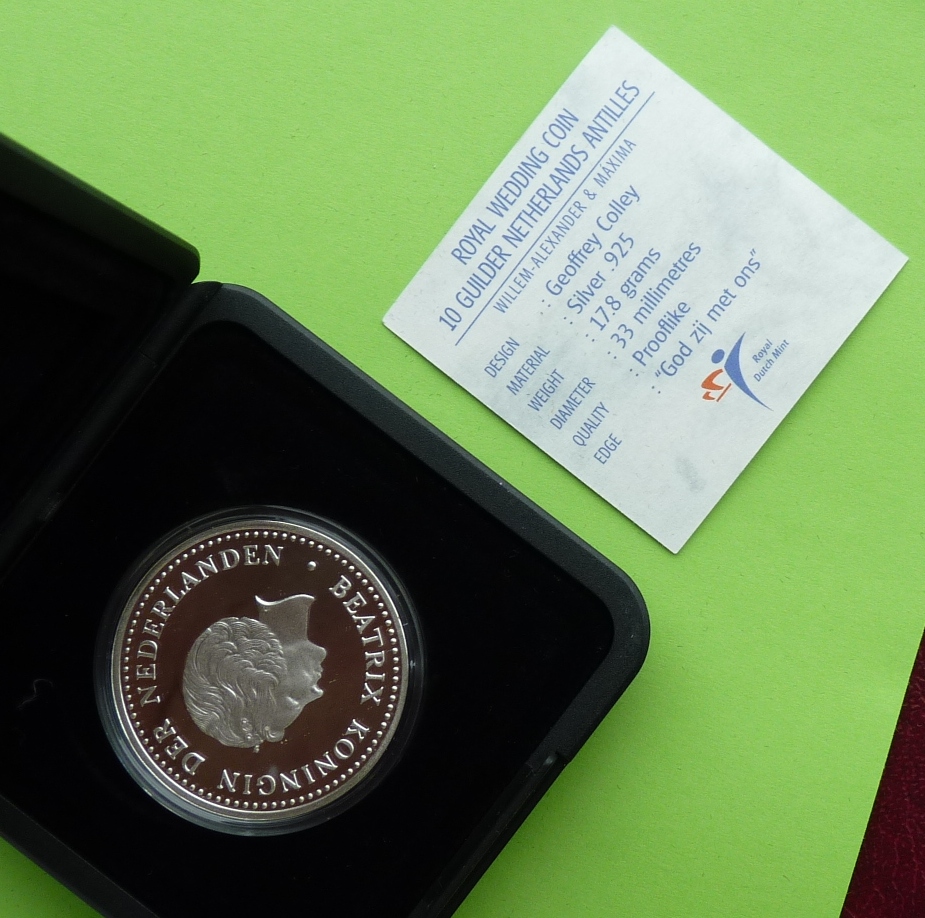 ROYAL WEDDING COIN
10 GUILDER NETHERLANDS ANTILLES
WILLEM-ALEXANDER & MÁXIMA
DESIGN : Geoffrey Colley
MATERIAL : Silver .925
WEIGHT : 17.8 grams
DIAMETER : 33 millimetres
QUALITY : Prooflike
EDGE : "God zij met ons"
Royal
Dutch Mint
BEATRIX KONINGIN DER NEDERLANDEN •